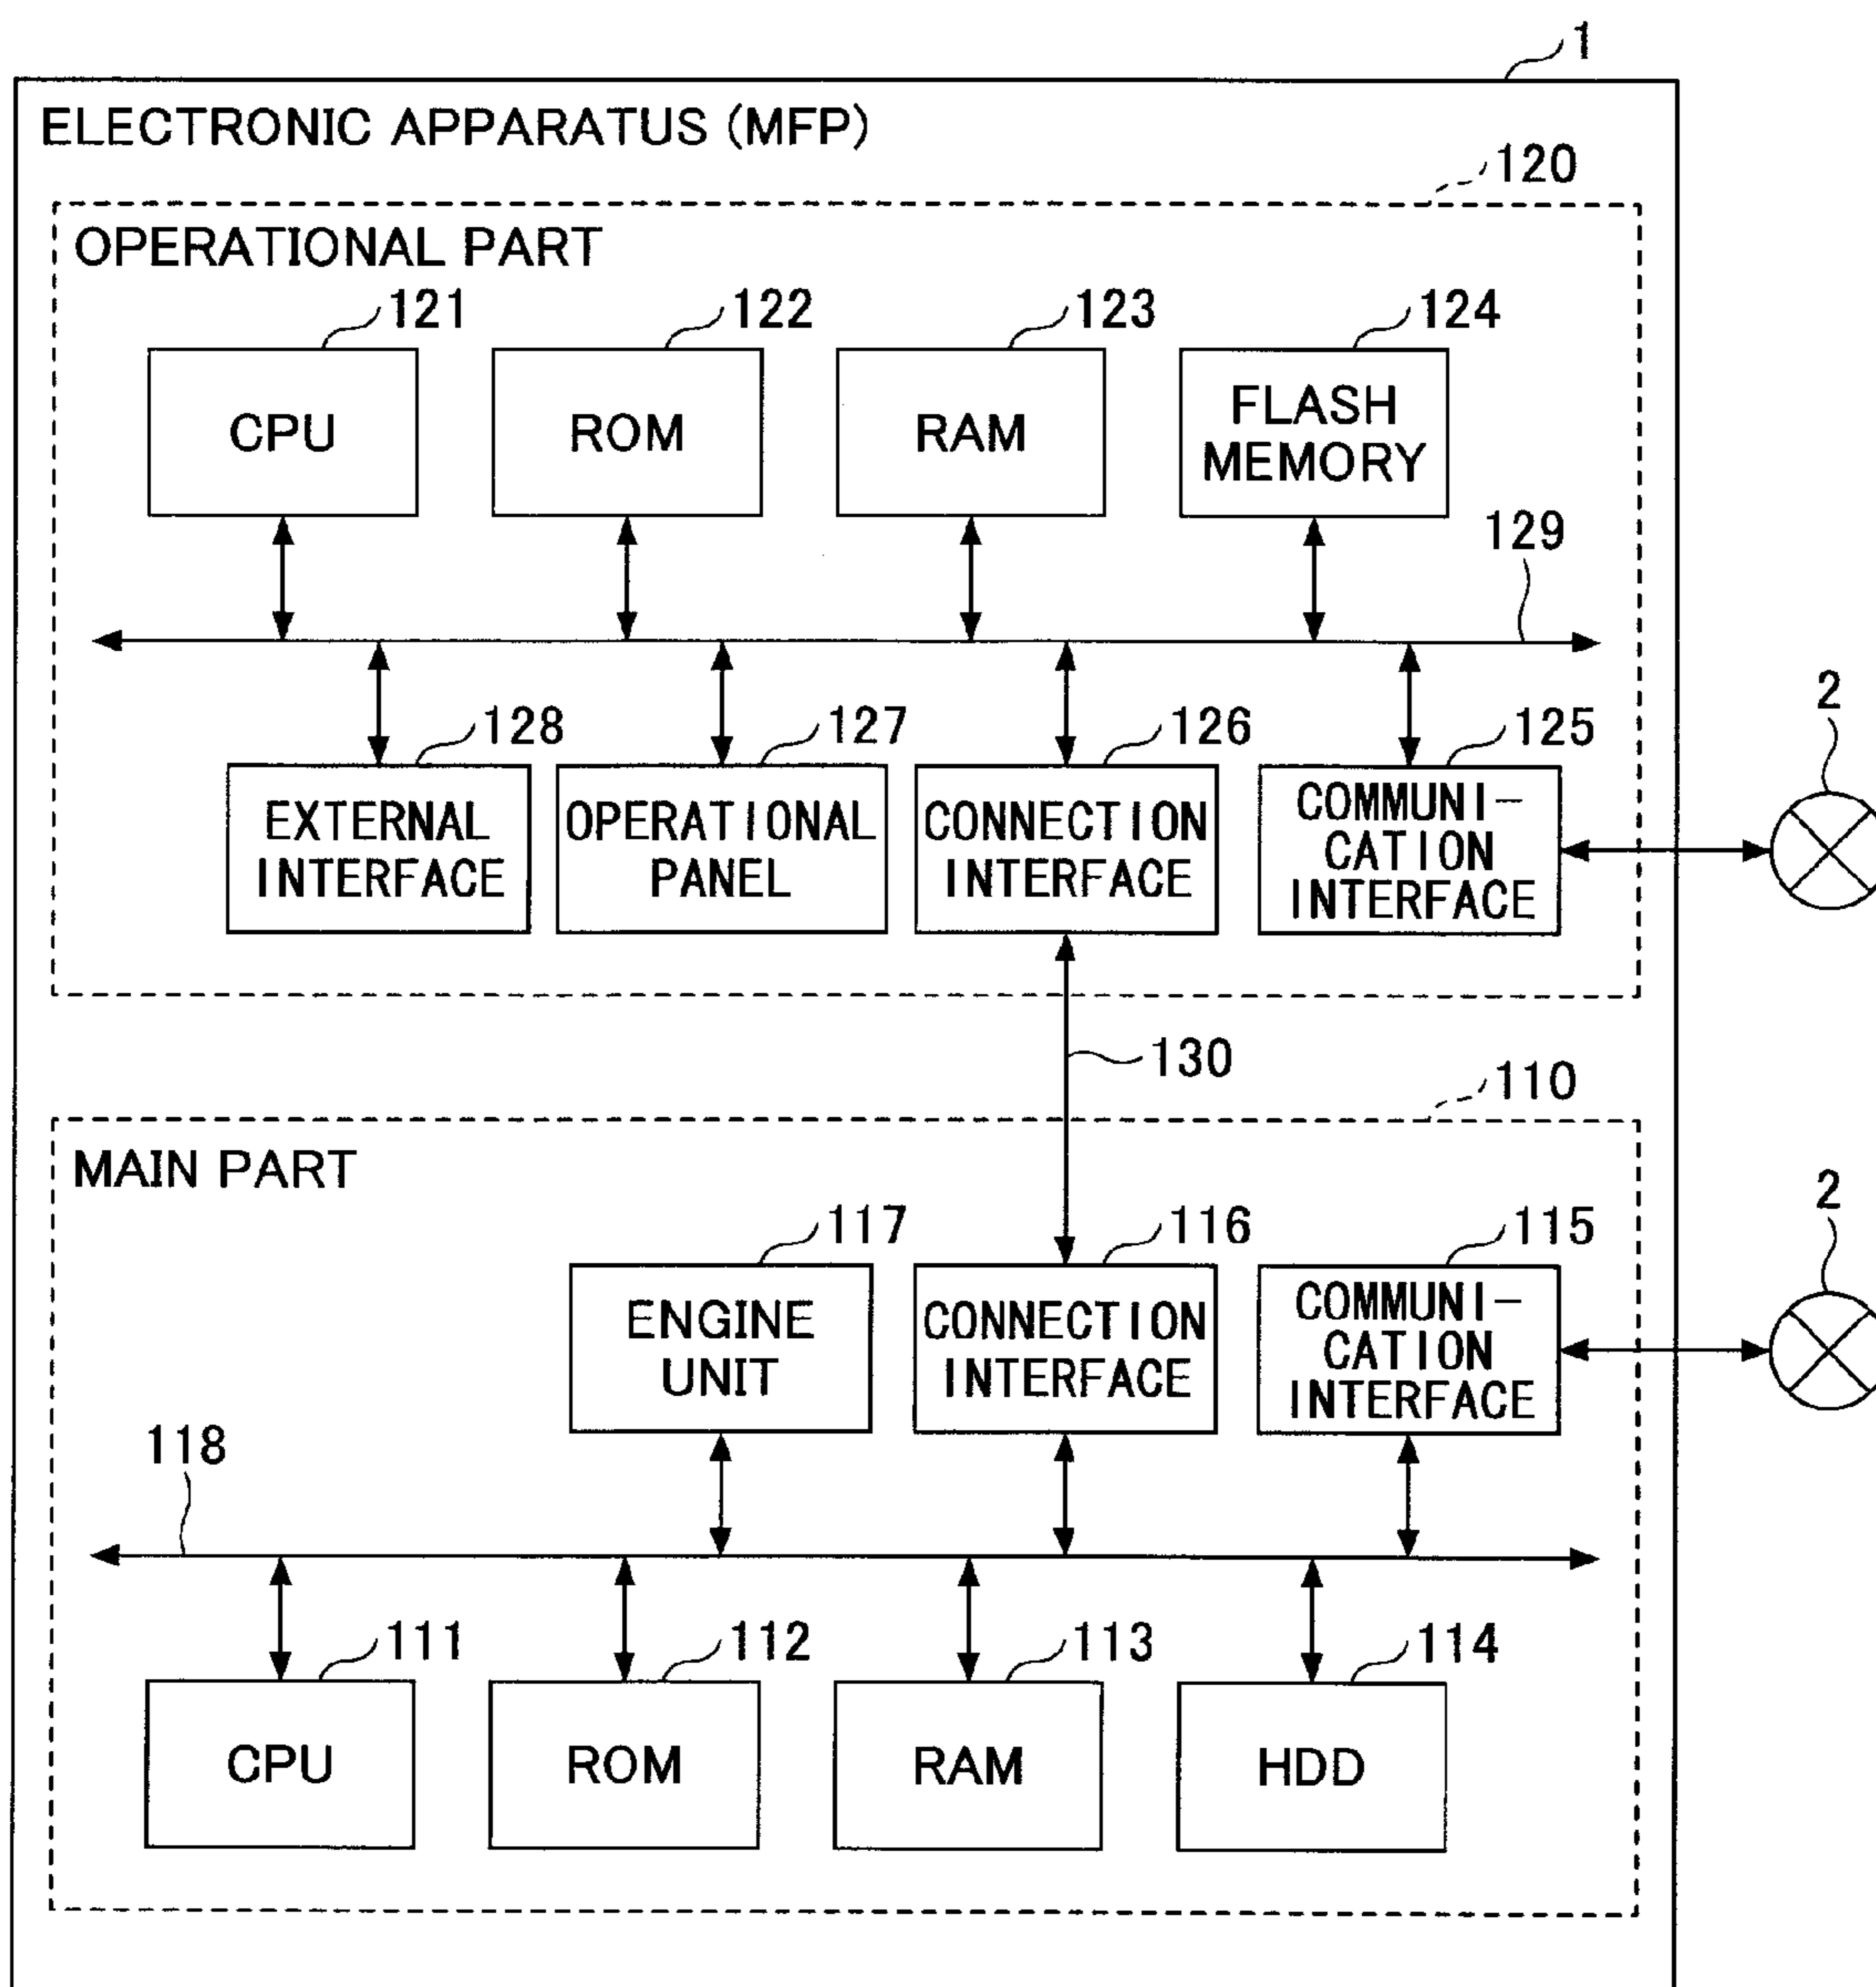 1
ELECTRONIC APPARATUS (MFP)
120
OPERATIONAL PART
121
122
123
124
CPU
ROM
RAM
FLASH
MEMORY
129
128
127
126
125
2
EXTERNAL
INTERFACE
OPERATIONAL
PANEL
CONNECTION
INTERFACE
COMMUNI-
CATION
INTERFACE
130
110
MAIN PART
117
116
115
2
ENGINE
UNIT
CONNECTION
INTERFACE
COMMUNI-
CATION
INTERFACE
118
111
112
113
114
CPU
ROM
RAM
HDD